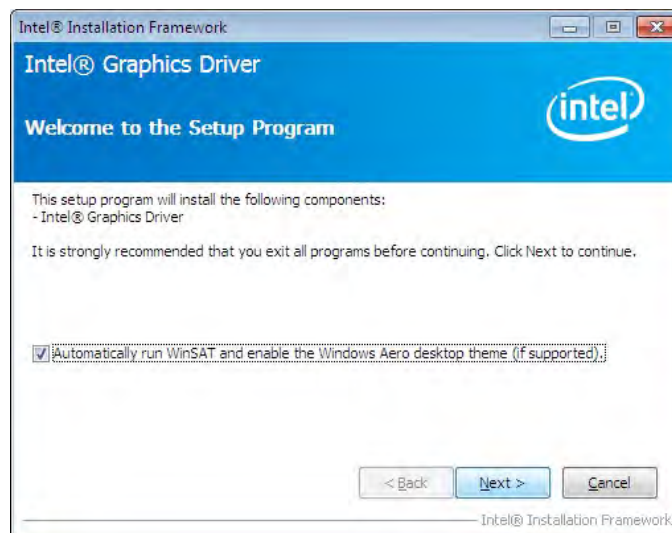 Intel® Installation Framework
Intel® Graphics Driver
intel
Welcome to the Setup Program
This setup program will install the following components:
- Intel® Graphics Driver
It is strongly recommended that you exit all programs before continuing. Click Next to continue.
Automatically run WinSAT and enable the Windows Aero desktop theme (if supported).
< Back Next > Cancel
Intel® Installation Framework